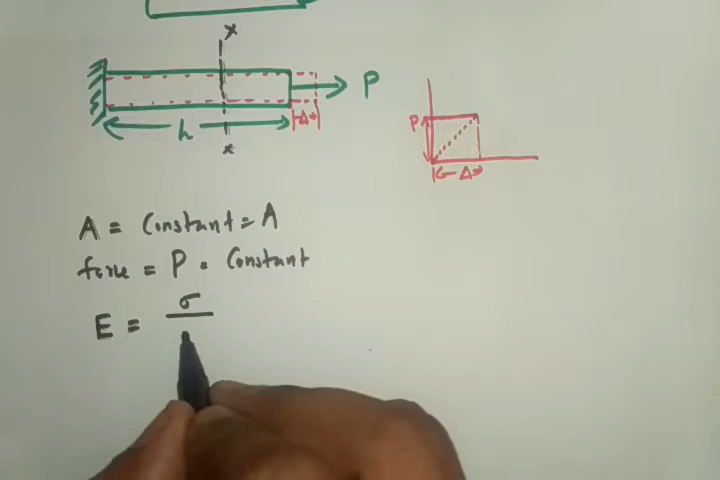 x
P
P
L
Δ
x
Δ
A = Constant = A
force = P = Constant
E = σ